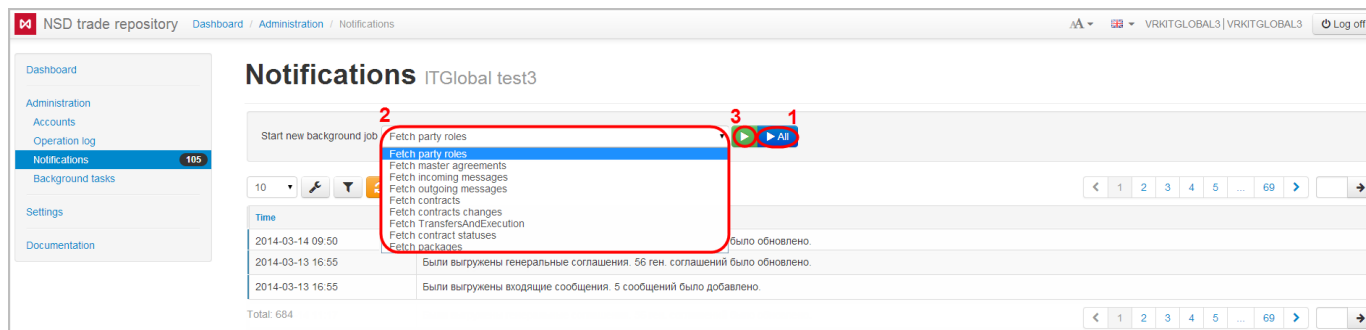 NSD trade repository Dashboard / Administration / Notifications AA VRKITGLOBAL3|VRKITGLOBAL3 Log off
Dashboard
Administration
Accounts
Operation log
Notifications 105
Background tasks
Settings
Documentation
Notifications ITGlobal test3
2 3 1
Start new background job Fetch party roles All
Fetch party roles
Fetch master agreements
Fetch incoming messages
Fetch outgoing messages
Fetch contracts
Fetch contracts changes
Fetch TransfersAndExecution
Fetch contract statuses
Fetch packages
10 1 2 3 4 5 ... 69
Time
2014-03-14 09:50 было обновлено.
2014-03-13 16:55 Были выгружены генеральные соглашения. 56 ген. соглашений было обновлено.
2014-03-13 16:55 Были выгружены входящие сообщения. 5 сообщений было добавлено.
Total: 684 1 2 3 4 5 ... 69